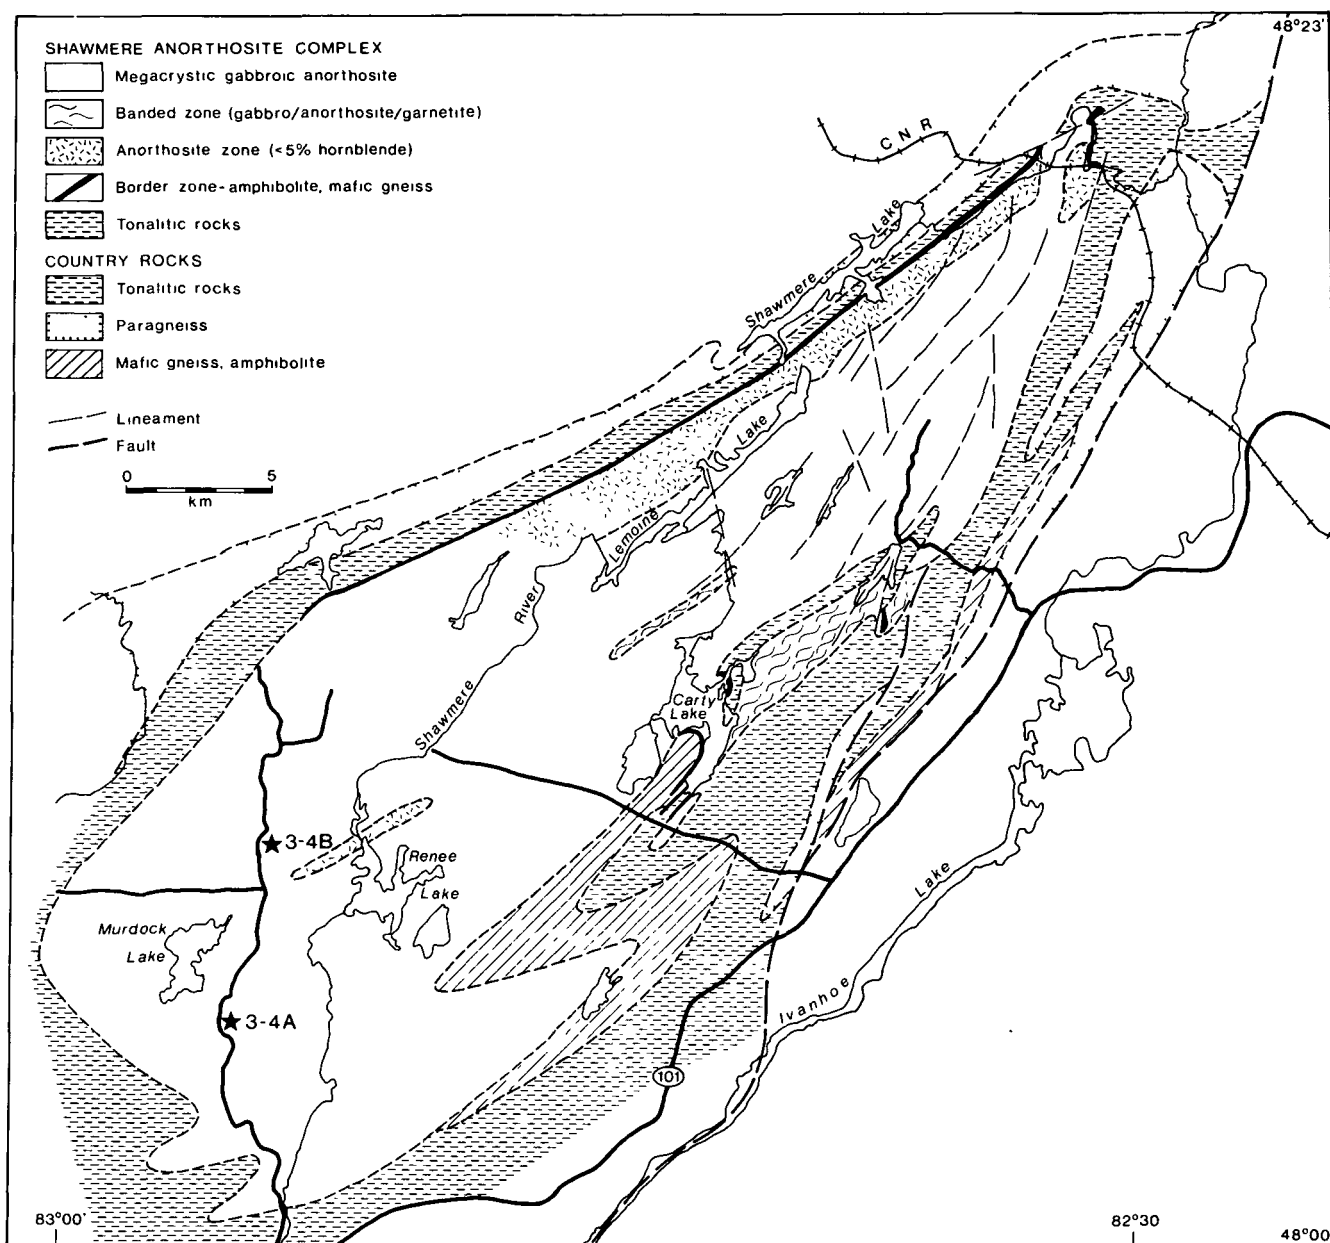 48°23'
SHAWMERE ANORTHOSITE COMPLEX
Megacrystic gabbroic anorthosite
Banded zone (gabbro/anorthosite/garnetite)
Anorthosite zone (<5% hornblende)
Border zone-amphibolite, mafic gneiss
Tonalitic rocks
COUNTRY ROCKS
Tonalitic rocks
Paragneiss
Mafic gneiss, amphibolite
Lineament
Fault
0 5
km
CNR
Shawmere Lake
Lemoine Lake
Shawmere River
Carty
Lake
3-4B
Renee
Lake
Murdock
Lake
3-4A
Ivanhoe Lake
101
83°00'
82°30
48°00